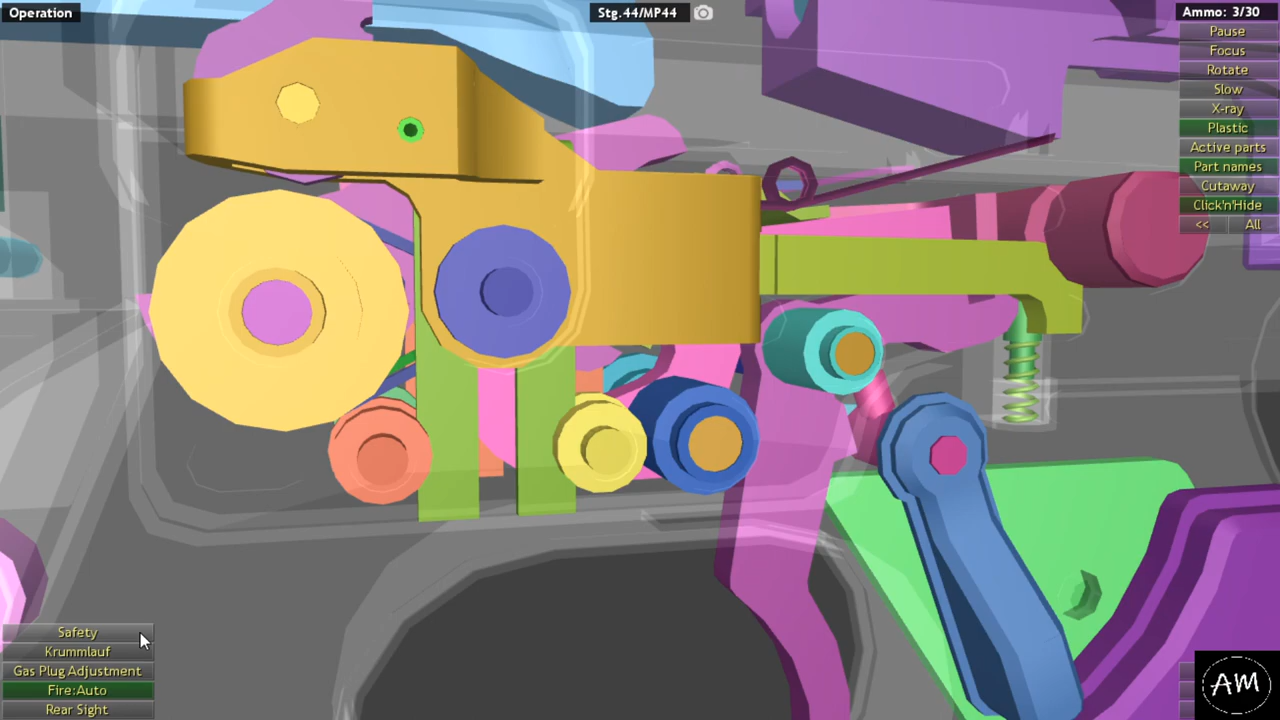 Operation
Stg.44/MP44
Ammo: 3/30
Pause
Focus
Rotate
Slow
X-ray
Plastic
Active parts
Part names
Cutaway
Click'n'Hide
<< All
Safety
Krummlauf
Gas Plug Adjustment
Fire:Auto
Rear Sight
AM